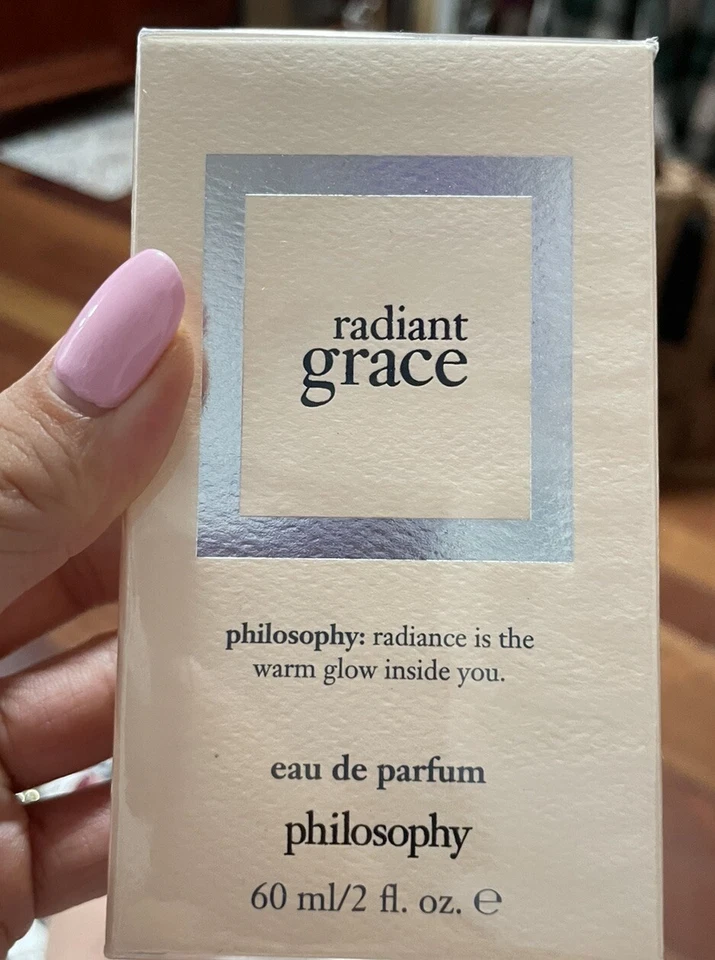 radiant
grace
philosophy: radiance is the
warm glow inside you.
eau de parfum
philosophy
60 ml/2 fl. oz. ℮